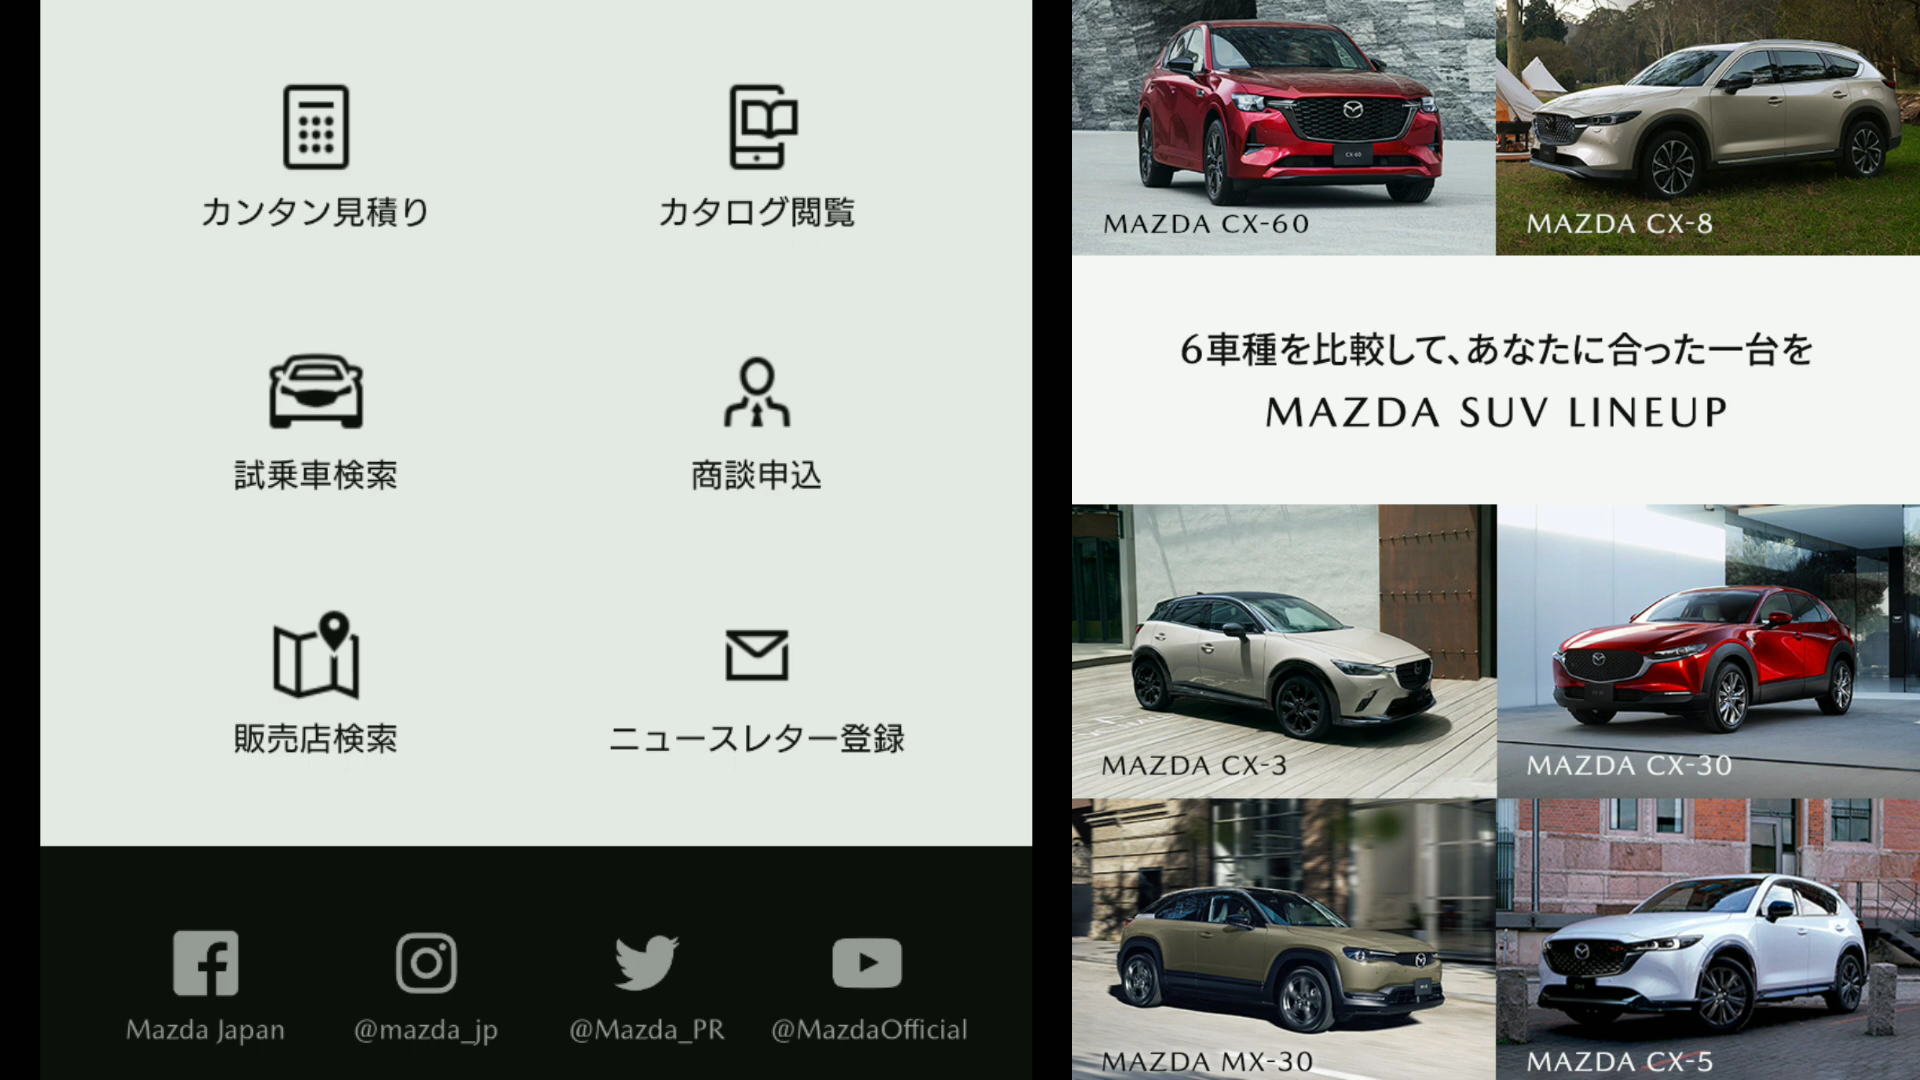 カンタン見積り
カタログ閲覧
試乗車検索
商談申込
販売店検索
ニュースレター登録
Mazda Japan
@mazda_jp
@Mazda_PR
@MazdaOfficial
MAZDA CX-60
MAZDA CX-8
6車種を比較して、あなたに合った一台を
MAZDA SUV LINEUP
MAZDA CX-3
MAZDA CX-30
MAZDA MX-30
MAZDA CX-5